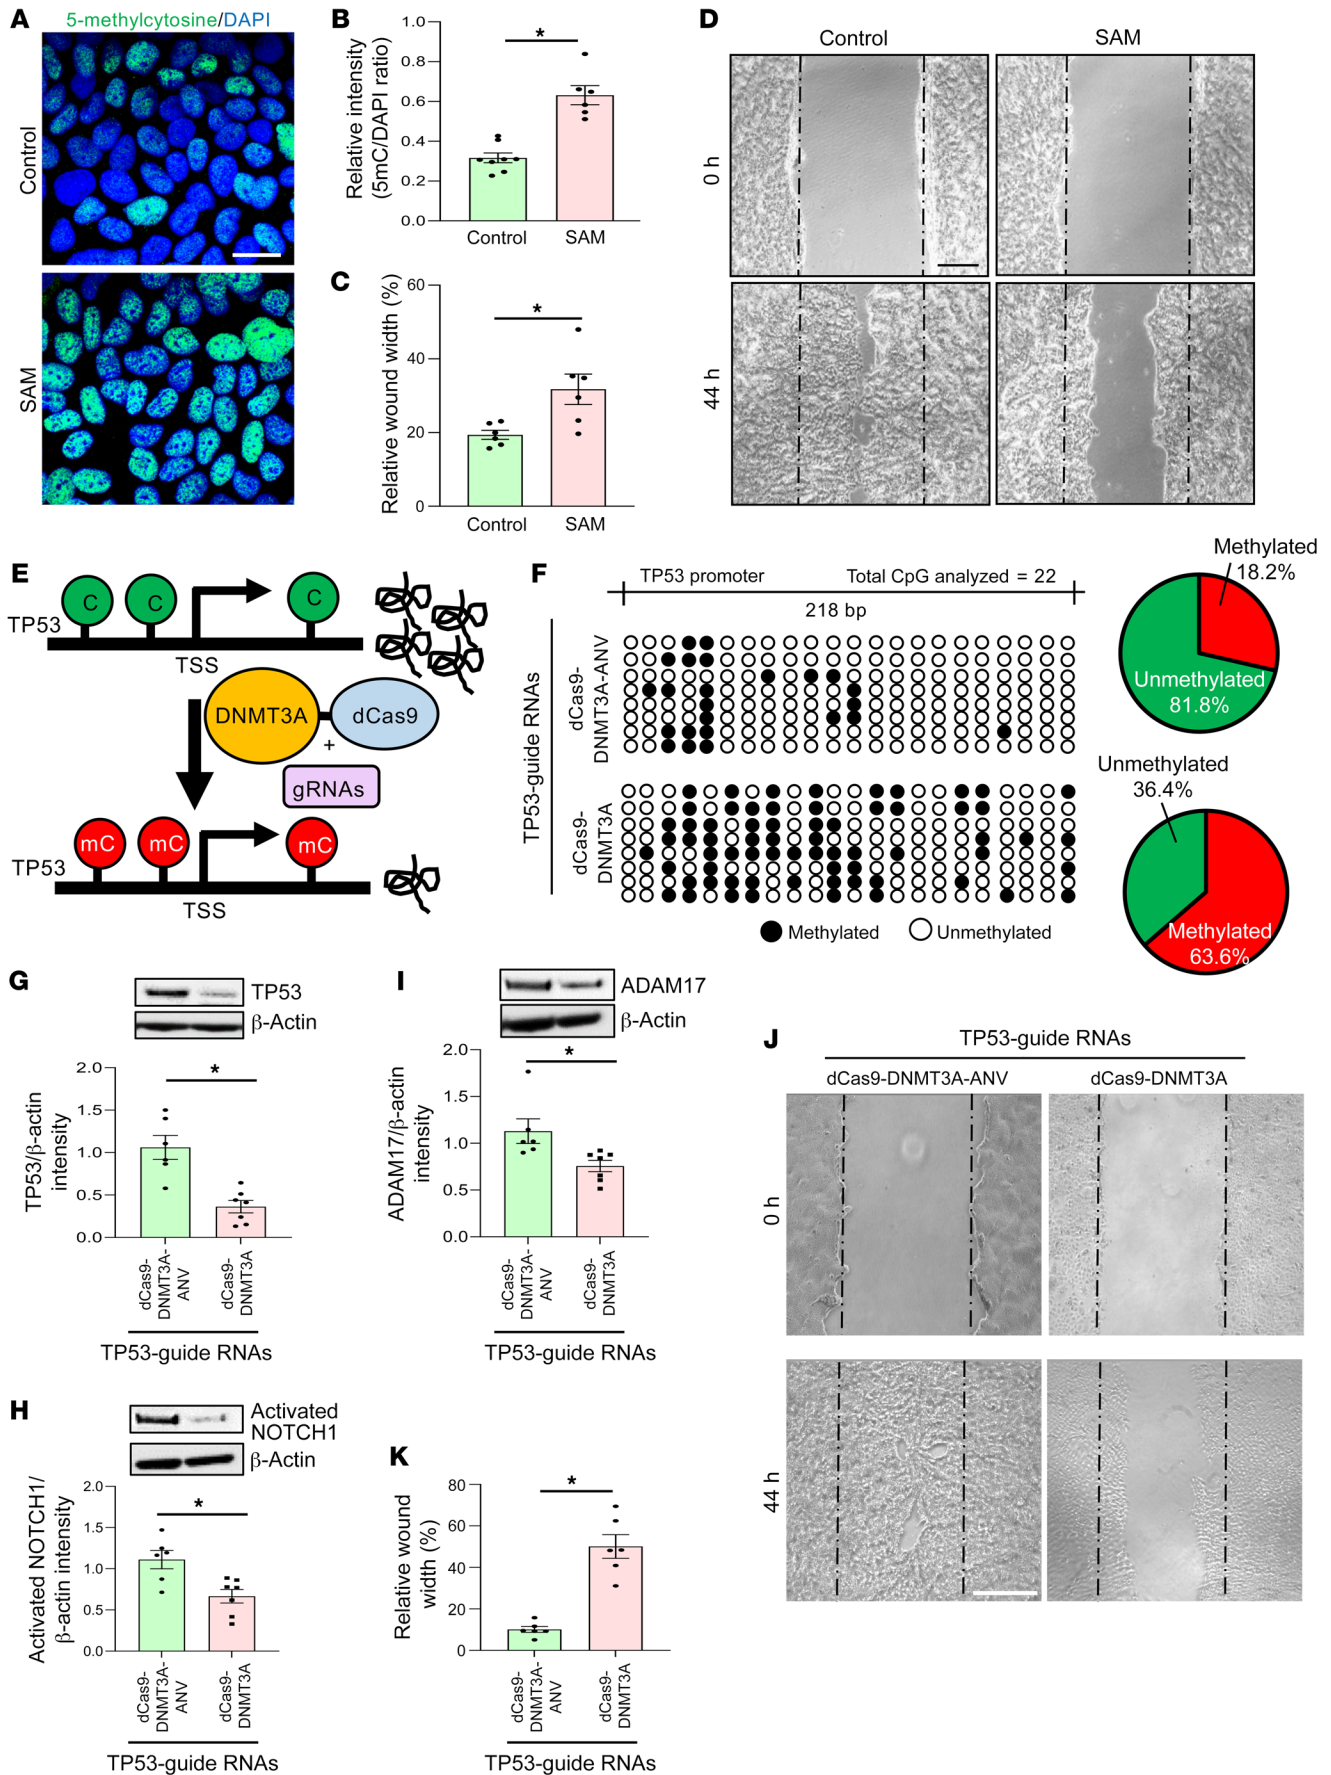 A
5-methylcytosine/DAPI
Control
SAM
B
Relative intensity
(5mC/DAPI ratio)
1.0
0.8
0.6
0.4
0.2
0.0
*
Control SAM
C
Relative wound width (%)
60
40
20
0
*
Control SAM
D
Control SAM
0 h
44 h
E
C C C
TP53
TSS
DNMT3A dCas9
+
gRNAs
mC mC mC
TP53
TSS
F
TP53 promoter Total CpG analyzed = 22
218 bp
TP53-guide RNAs
dCas9-
DNMT3A-ANV
dCas9-
DNMT3A
Methylated Unmethylated
Methylated
18.2%
Unmethylated
81.8%
Unmethylated
36.4%
Methylated
63.6%
G
TP53
β-Actin
TP53/β-actin
intensity
2.0
1.5
1.0
0.5
0.0
*
dCas9-
DNMT3A-
ANV
dCas9-
DNMT3A
TP53-guide RNAs
H
Activated
NOTCH1
β-Actin
Activated NOTCH1/
β-actin intensity
2.0
1.5
1.0
0.5
0.0
*
dCas9-
DNMT3A-
ANV
dCas9-
DNMT3A
TP53-guide RNAs
I
ADAM17
β-Actin
ADAM17/β-actin
intensity
2.0
1.5
1.0
0.5
0.0
*
dCas9-
DNMT3A-
ANV
dCas9-
DNMT3A
TP53-guide RNAs
J
TP53-guide RNAs
dCas9-DNMT3A-ANV dCas9-DNMT3A
0 h
44 h
K
Relative wound
width (%)
80
60
40
20
0
*
dCas9-
DNMT3A-
ANV
dCas9-
DNMT3A
TP53-guide RNAs